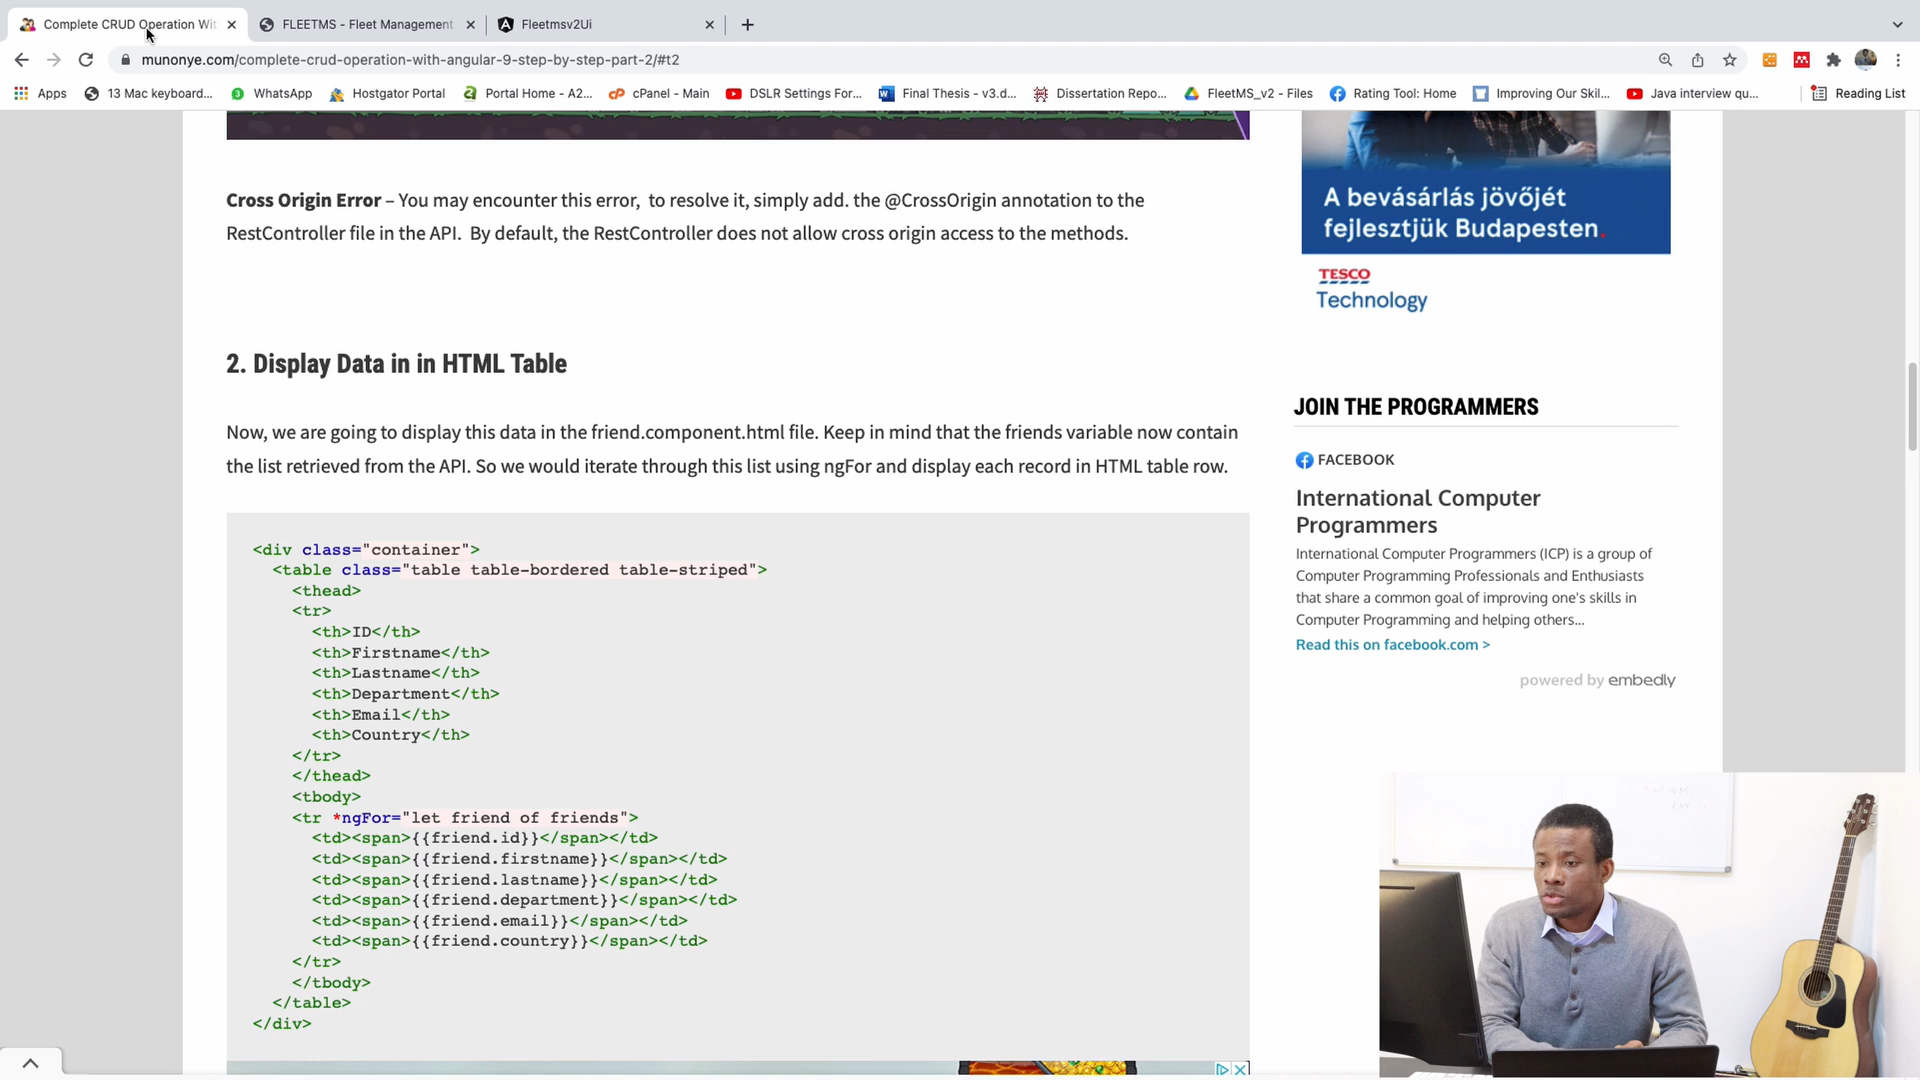 Complete CRUD Operation Wit
FLEETMS - Fleet Management
Fleetmsv2Ui
munonye.com/complete-crud-operation-with-angular-9-step-by-step-part-2/#t2
Apps
13 Mac keyboard...
WhatsApp
Hostgator Portal
Portal Home - A2...
cPanel - Main
DSLR Settings For...
Final Thesis - v3.d...
Dissertation Repo...
FleetMS_v2 - Files
Rating Tool: Home
Improving Our Skil...
Java interview qu...
Reading List
Cross Origin Error – You may encounter this error,  to resolve it, simply add. the @CrossOrigin annotation to the
RestController file in the API.  By default, the RestController does not allow cross origin access to the methods.
2. Display Data in in HTML Table
Now, we are going to display this data in the friend.component.html file. Keep in mind that the friends variable now contain
the list retrieved from the API. So we would iterate through this list using ngFor and display each record in HTML table row.
<div class="container">
<table class="table table-bordered table-striped">
<thead>
<tr>
<th>ID</th>
<th>Firstname</th>
<th>Lastname</th>
<th>Department</th>
<th>Email</th>
<th>Country</th>
</tr>
</thead>
<tbody>
<tr *ngFor="let friend of friends">
<td><span>{{friend.id}}</span></td>
<td><span>{{friend.firstname}}</span></td>
<td><span>{{friend.lastname}}</span></td>
<td><span>{{friend.department}}</span></td>
<td><span>{{friend.email}}</span></td>
<td><span>{{friend.country}}</span></td>
</tr>
</tbody>
</table>
</div>
A bevásárlás jövőjét
fejlesztjük Budapesten.
TESCO
Technology
JOIN THE PROGRAMMERS
FACEBOOK
International Computer
Programmers
International Computer Programmers (ICP) is a group of
Computer Programming Professionals and Enthusiasts
that share a common goal of improving one's skills in
Computer Programming and helping others...
Read this on facebook.com >
powered by embedly